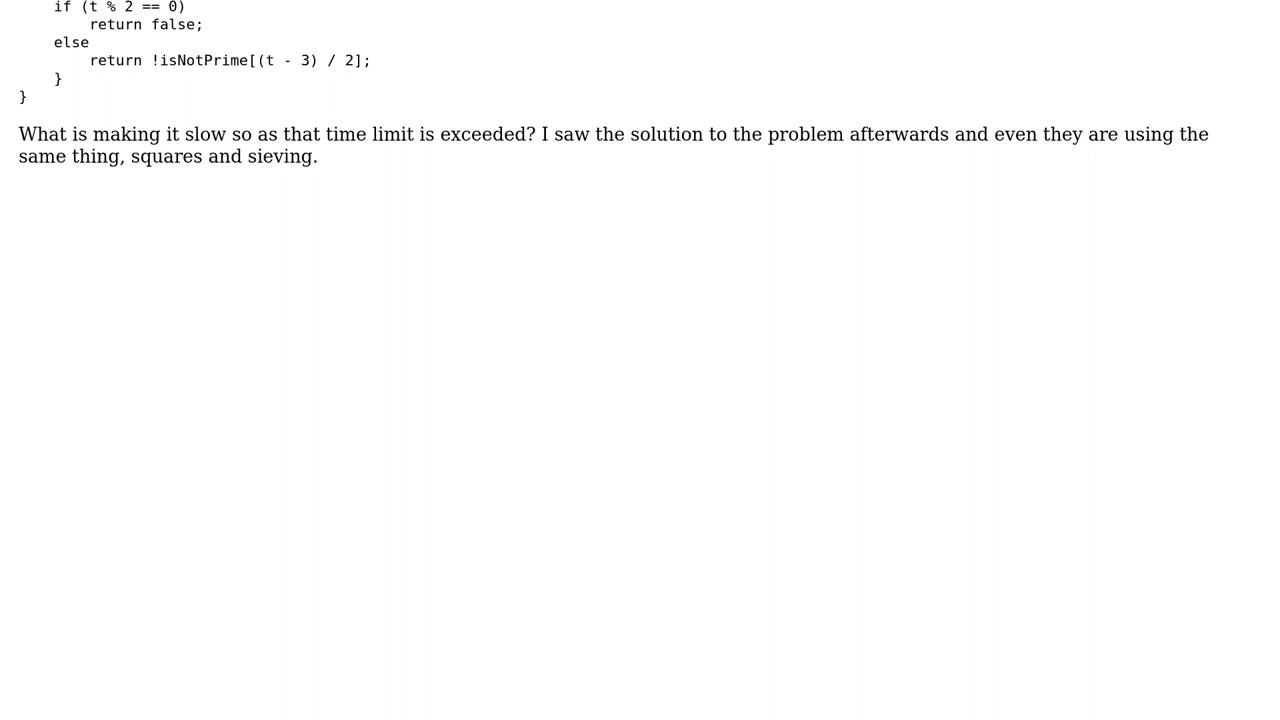 if (t % 2 == 0)
        return false;
    else
        return !isNotPrime[(t - 3) / 2];
    }
}
What is making it slow so as that time limit is exceeded? I saw the solution to the problem afterwards and even they are using the
same thing, squares and sieving.